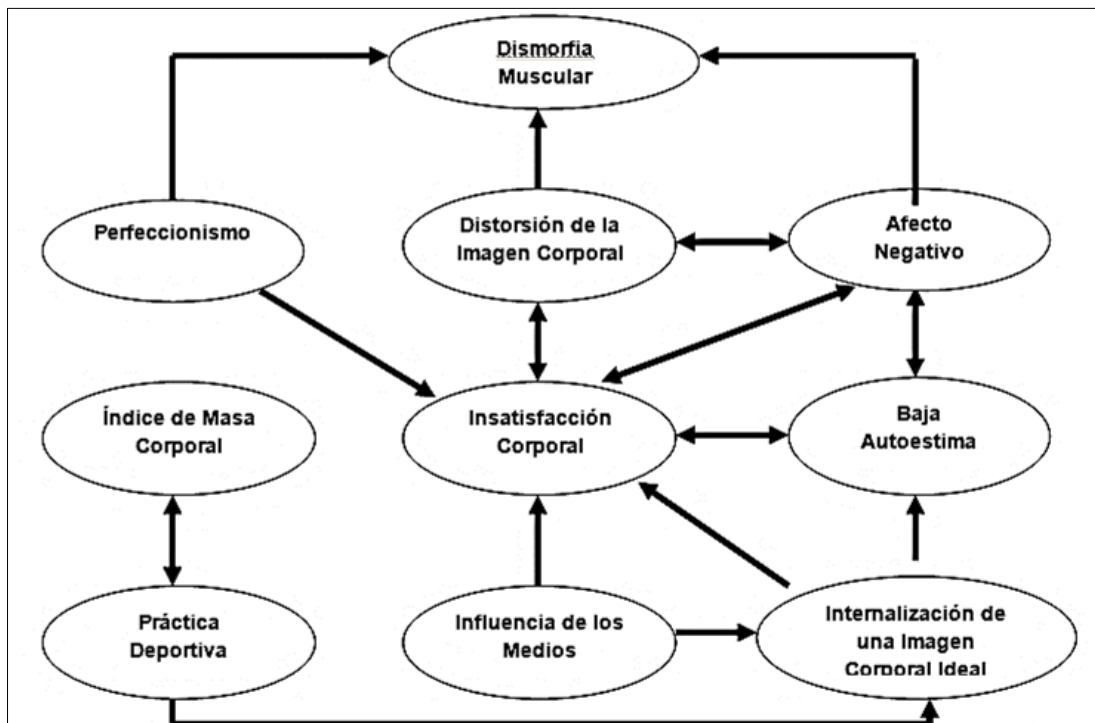 Dismorfia
Muscular
Perfeccionismo
Distorsión de la
Imagen Corporal
Afecto
Negativo
Índice de Masa
Corporal
Insatisfacción
Corporal
Baja
Autoestima
Práctica
Deportiva
Influencia de los
Medios
Internalización de
una Imagen
Corporal Ideal